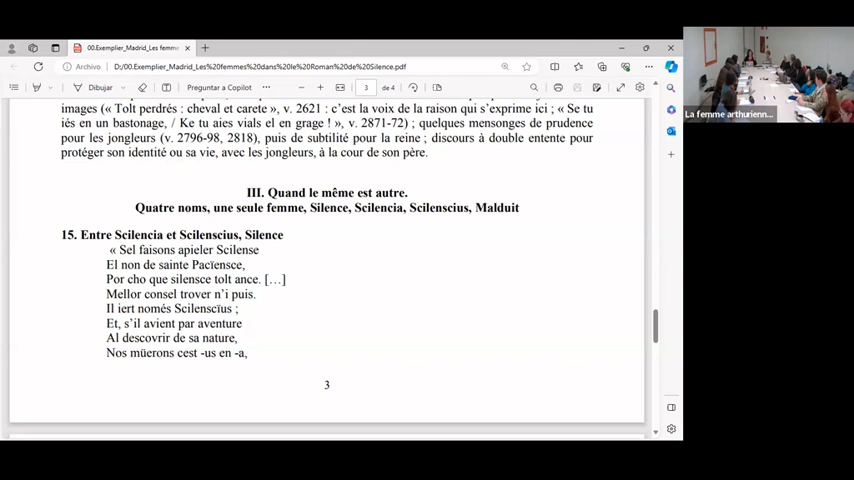 00.Exemplier_Madrid_Les femme
Archivo
D:/00.Exemplier_Madrid_Les%20femmes%20dans%20le%20Roman%20de%20Silence.pdf
Dibujar
Preguntar a Copilot
3
de 4
images (« Tolt perdrés : cheval et carete », v. 2621 : c’est la voix de la raison qui s’exprime ici ; « Se tu
iés en un bastonage, / Ke tu aies vials el en grage ! », v. 2871-72) ; quelques mensonges de prudence
pour les jongleurs (v. 2796-98, 2818), puis de subtilité pour la reine ; discours à double entente pour
protéger son identité ou sa vie, avec les jongleurs, à la cour de son père.
III. Quand le même est autre.
Quatre noms, une seule femme, Silence, Scilencia, Scilenscius, Malduit
15. Entre Scilencia et Scilenscius, Silence
« Sel faisons apieler Scilense
El non de sainte Pacïensce,
Por cho que silensce tolt ance. […]
Mellor consel trover n’i puis.
Il iert només Scilenscïus ;
Et, s’il avient par aventure
Al descovrir de sa nature,
Nos müerons cest -us en -a,
3
La femme arthurienn...